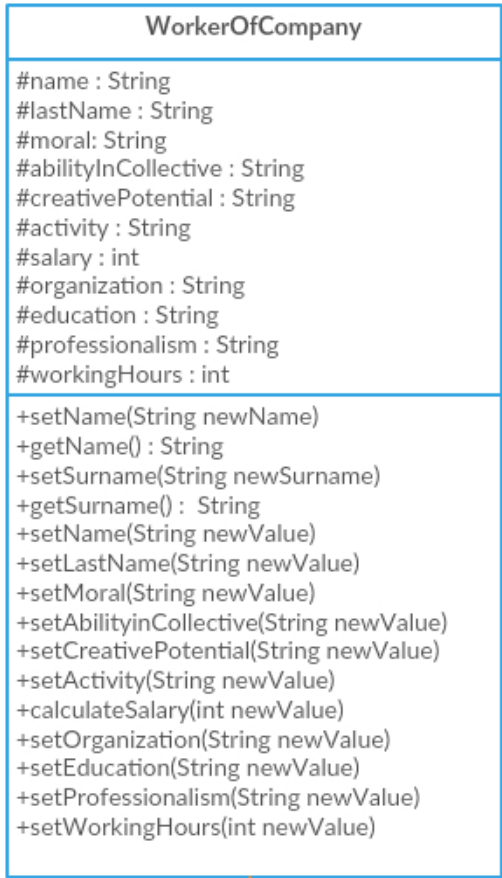 WorkerOfCompany
#name : String
#lastName : String
#moral: String
#abilityInCollective : String
#creativePotential : String
#activity : String
#salary : int
#organization : String
#education : String
#professionalism : String
#workingHours : int
+setName(String newName)
+getName() : String
+setSurname(String newSurname)
+getSurname() :  String
+setName(String newValue)
+setLastName(String newValue)
+setMoral(String newValue)
+setAbilityinCollective(String newValue)
+setCreativePotential(String newValue)
+setActivity(String newValue)
+calculateSalary(int newValue)
+setOrganization(String newValue)
+setEducation(String newValue)
+setProfessionalism(String newValue)
+setWorkingHours(int newValue)